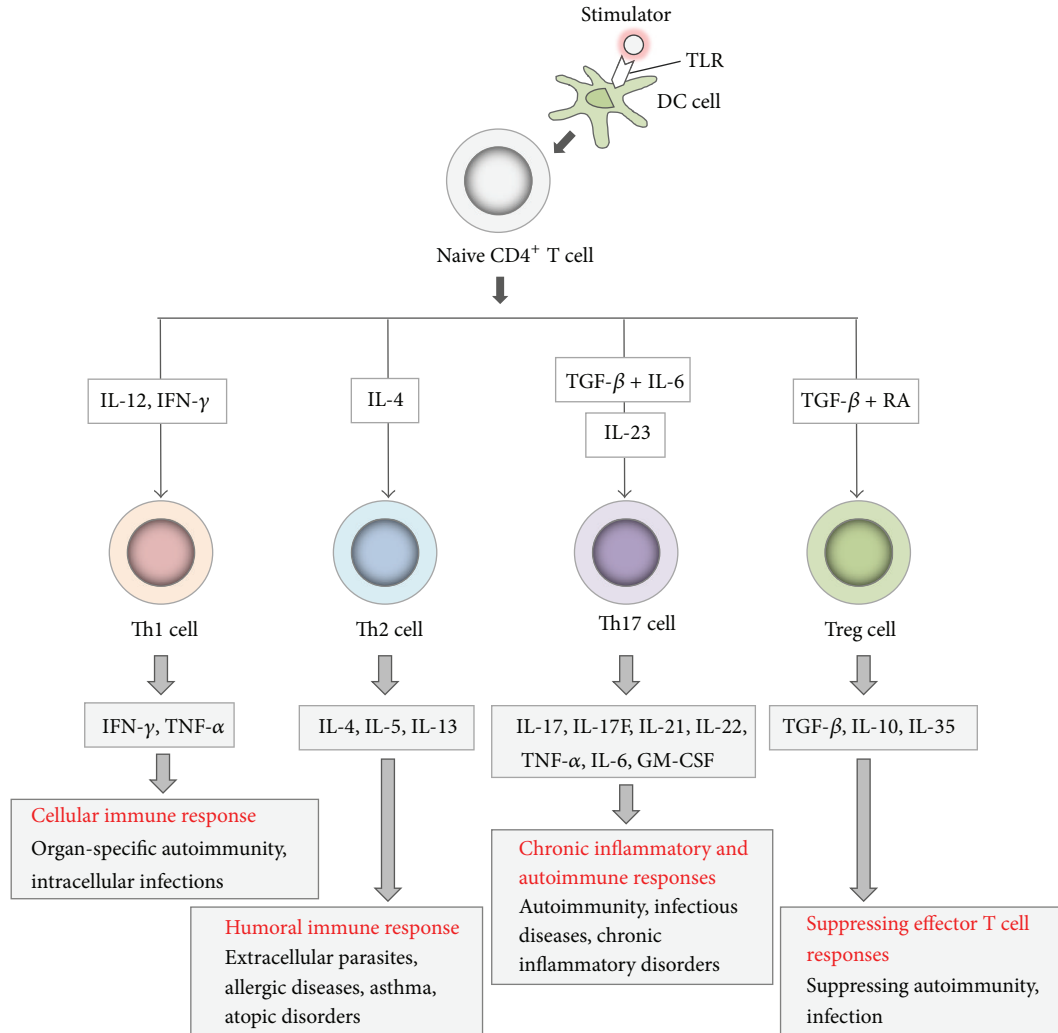 Stimulator
TLR
DC cell
Naive CD4⁺ T cell
IL-12, IFN-γ
IL-4
TGF-β + IL-6
IL-23
TGF-β + RA
Th1 cell
Th2 cell
Th17 cell
Treg cell
IFN-γ, TNF-α
IL-4, IL-5, IL-13
IL-17, IL-17F, IL-21, IL-22,
TNF-α, IL-6, GM-CSF
TGF-β, IL-10, IL-35
Cellular immune response
Organ-specific autoimmunity,
intracellular infections
Humoral immune response
Extracellular parasites,
allergic diseases, asthma,
atopic disorders
Chronic inflammatory and
autoimmune responses
Autoimmunity, infectious
diseases, chronic
inflammatory disorders
Suppressing effector T cell
responses
Suppressing autoimmunity,
infection